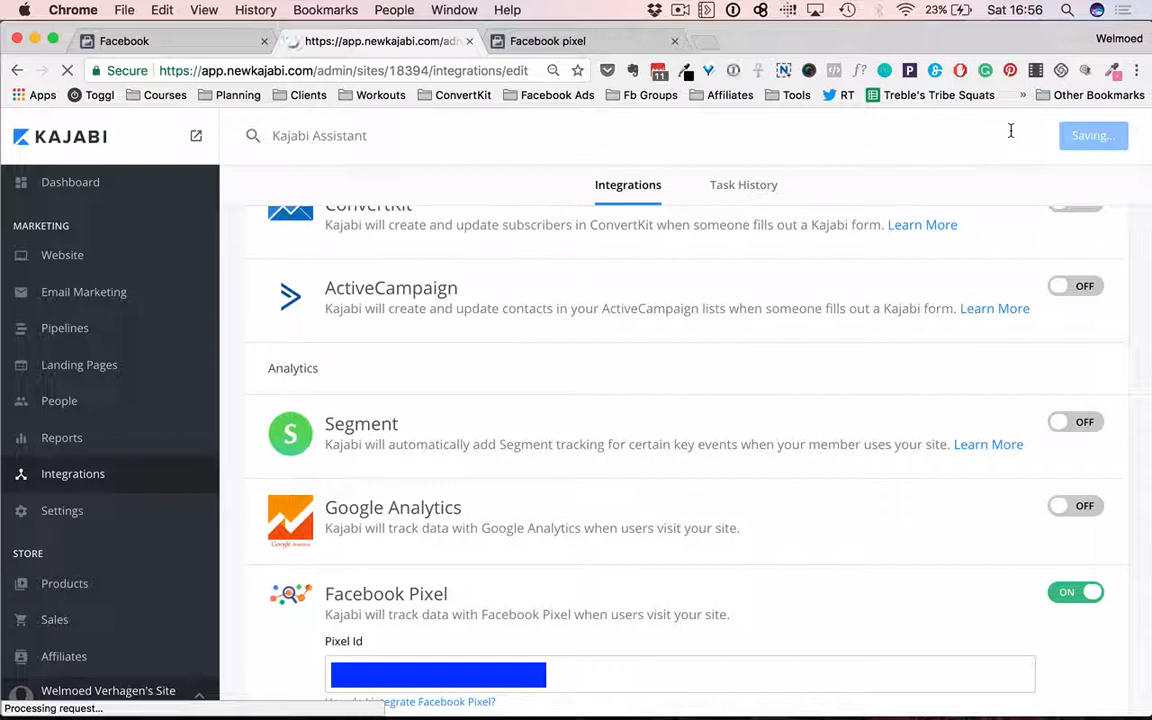 Chrome File Edit View History Bookmarks People Window Help 23% Sat 16:56
Facebook × https://app.newkajabi.com/adn × Facebook pixel × Welmoed
Secure https://app.newkajabi.com/admin/sites/18394/integrations/edit 11 f?
Apps Toggl Courses Planning Clients Workouts ConvertKit Facebook Ads Fb Groups Affiliates Tools RT Treble's Tribe Squats » Other Bookmarks
KAJABI
Kajabi Assistant
Saving...
Dashboard
MARKETING
Website
Email Marketing
Pipelines
Landing Pages
People
Reports
Integrations
Settings
STORE
Products
Sales
Affiliates
Welmoed Verhagen's Site
Processing request...
Integrations Task History
ConvertKit
Kajabi will create and update subscribers in ConvertKit when someone fills out a Kajabi form. Learn More
ActiveCampaign
OFF
Kajabi will create and update contacts in your ActiveCampaign lists when someone fills out a Kajabi form. Learn More
Analytics
S
Segment
OFF
Kajabi will automatically add Segment tracking for certain key events when your member uses your site. Learn More
Google Analytics
OFF
Kajabi will track data with Google Analytics when users visit your site.
Facebook Pixel
ON
Kajabi will track data with Facebook Pixel when users visit your site.
Pixel Id
integrate Facebook Pixel?